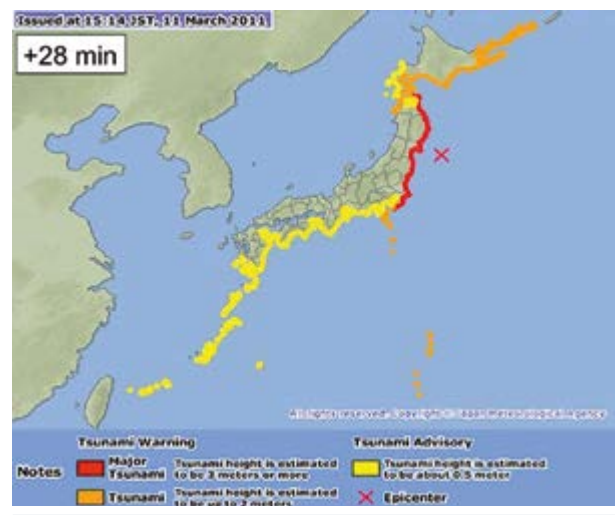 Issued at 15:14 JST, 11 March 2011
+28 min
All rights reserved. Copyright © Japan Meteorological Agency
Tsunami Warning
Tsunami Advisory
Notes
Major
Tsunami
Tsunami height is estimated
to be 3 meters or more
Tsunami height is estimated
to be about 0.5 meter
Tsunami
Tsunami height is estimated
to be up to 2 meters
Epicenter